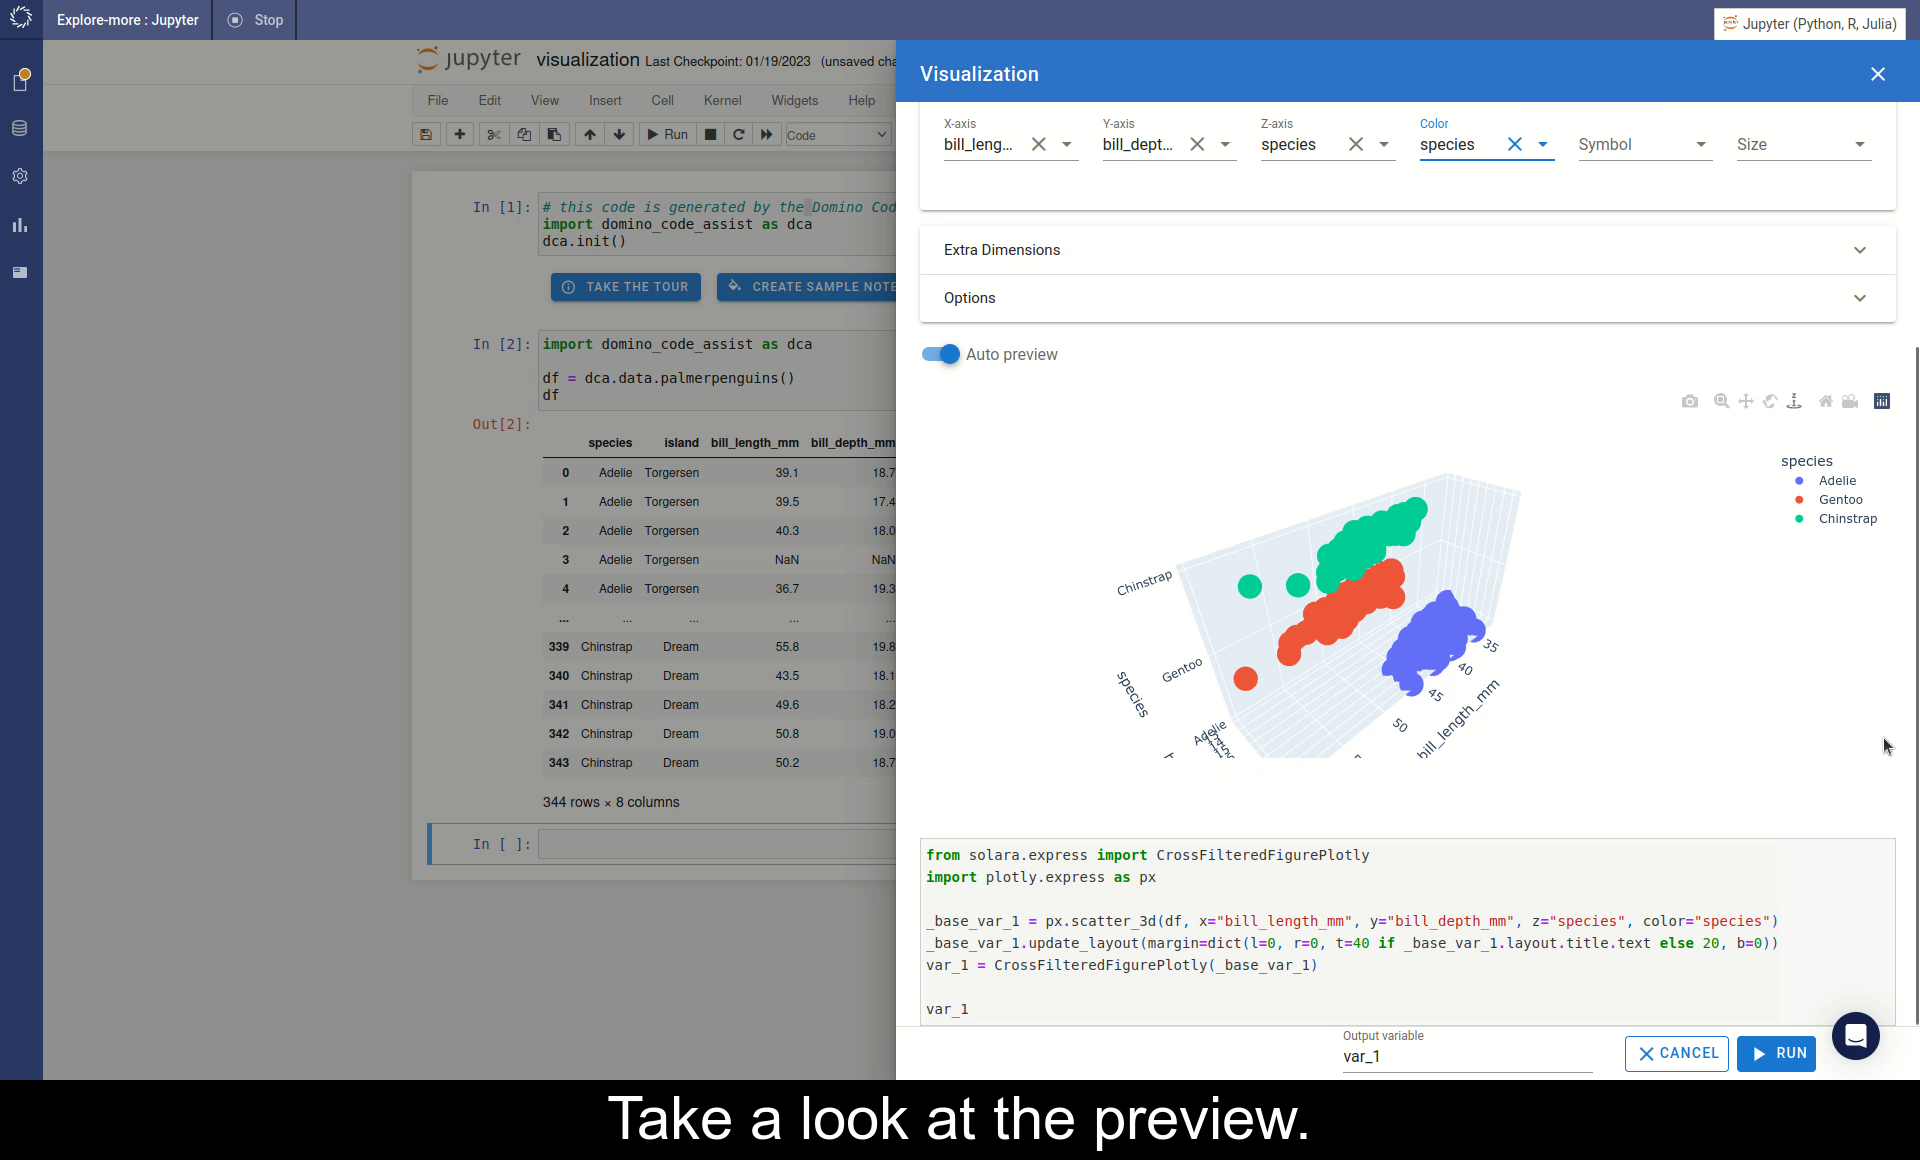 Explore-more : Jupyter
Stop
Jupyter (Python, R, Julia)
jupyter visualization Last Checkpoint: 01/19/2023 (unsaved cha
File Edit View Insert Cell Kernel Widgets Help
Run Code
In [1]: # this code is generated by the Domino Cod
import domino_code_assist as dca
dca.init()
TAKE THE TOUR
CREATE SAMPLE NOTE
In [2]: import domino_code_assist as dca
df = dca.data.palmerpenguins()
df
Out[2]:
species island bill_length_mm bill_depth_mm
0 Adelie Torgersen 39.1 18.7
1 Adelie Torgersen 39.5 17.4
2 Adelie Torgersen 40.3 18.0
3 Adelie Torgersen NaN NaN
4 Adelie Torgersen 36.7 19.3
... ... ... ... ...
339 Chinstrap Dream 55.8 19.8
340 Chinstrap Dream 43.5 18.1
341 Chinstrap Dream 49.6 18.2
342 Chinstrap Dream 50.8 19.0
343 Chinstrap Dream 50.2 18.7
344 rows × 8 columns
In [ ]:
Visualization
X-axis Y-axis Z-axis Color
bill_leng... bill_dept... species species Symbol Size
Extra Dimensions
Options
Auto preview
species
Adelie
Gentoo
Chinstrap
Chinstrap
Gentoo
Adelie
species
35
40
45
50
bill_length_mm
from solara.express import CrossFilteredFigurePlotly
import plotly.express as px
_base_var_1 = px.scatter_3d(df, x="bill_length_mm", y="bill_depth_mm", z="species", color="species")
_base_var_1.update_layout(margin=dict(l=0, r=0, t=40 if _base_var_1.layout.title.text else 20, b=0))
var_1 = CrossFilteredFigurePlotly(_base_var_1)
var_1
Output variable
var_1
CANCEL
RUN
Take a look at the preview.